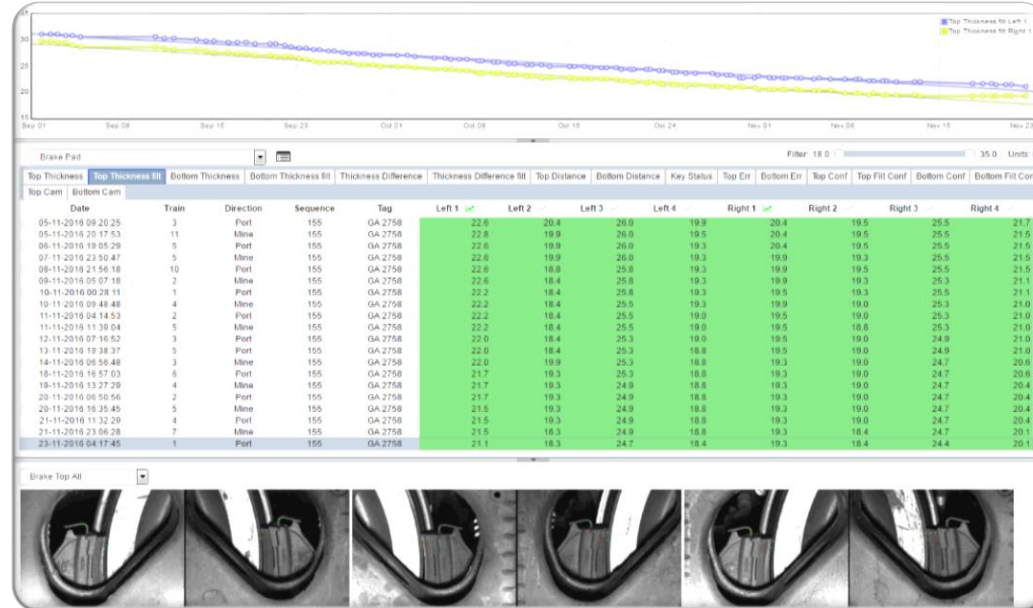 35
Top Thickness fill Left 1
Top Thickness fill Right 1
30
25
20
15
Sep 01 Sep 09 Sep 16 Sep 23 Oct 01 Oct 08 Oct 16 Oct 24 Nov 01 Nov 08 Nov 16 Nov 23
Brake Pad Filter: 18.0 35.0 Units:
Top Thickness Top Thickness fill Bottom Thickness Bottom Thickness fill Thickness Difference Thickness Difference fill Top Distance Bottom Distance Key Status Top Err Bottom Err Top Conf Top Fill Conf Bottom Conf Bottom Fill Con
Top Cam Bottom Cam
Date Train Direction Sequence Tag Left 1 Left 2 Left 3 Left 4 Right 1 Right 2 Right 3 Right 4
05-11-2016 09:20:25 3 Port 155 GA 2758 22.6 20.4 26.0 19.9 20.4 19.5 25.5 21.7
05-11-2016 20:17:53 11 Mine 155 GA 2758 22.8 19.9 26.0 19.5 20.4 19.5 25.5 21.5
06-11-2016 19:05:29 5 Port 155 GA 2758 22.6 19.9 26.0 19.3 20.4 19.0 25.5 21.5
07-11-2016 23:50:47 5 Mine 155 GA 2758 22.6 19.9 26.0 19.3 19.9 19.0 25.5 21.5
08-11-2016 21:56:18 10 Port 155 GA 2758 22.6 18.8 25.8 19.3 19.9 19.5 25.3 21.5
09-11-2016 05:07:18 2 Mine 155 GA 2758 22.6 18.4 25.8 19.3 19.9 19.3 25.3 21.1
10-11-2016 00:28:11 1 Port 155 GA 2758 22.2 18.4 25.8 19.3 19.5 19.3 25.5 21.1
10-11-2016 09:48:48 4 Mine 155 GA 2758 22.2 18.4 25.5 19.3 19.9 19.0 25.3 21.0
11-11-2016 04:14:53 2 Port 155 GA 2758 22.2 18.4 25.5 19.0 19.5 19.0 25.3 21.0
11-11-2016 11:39:04 5 Mine 155 GA 2758 22.2 18.4 25.5 19.0 19.5 18.8 25.3 21.0
12-11-2016 07:16:52 3 Port 155 GA 2758 22.0 18.4 25.3 19.0 19.5 19.0 24.9 21.0
13-11-2016 19:38:37 5 Port 155 GA 2758 22.0 18.4 25.3 18.8 19.5 19.0 24.9 21.0
14-11-2016 06:56:48 3 Mine 155 GA 2758 22.0 19.9 25.3 18.8 19.3 19.0 24.7 20.6
18-11-2016 16:57:03 6 Port 155 GA 2758 21.7 19.3 25.3 18.8 19.3 19.0 24.7 20.6
19-11-2016 13:27:29 4 Mine 155 GA 2758 21.7 19.3 24.9 18.8 19.3 19.0 24.7 20.4
20-11-2016 06:50:56 2 Port 155 GA 2758 21.7 19.3 24.9 18.8 19.3 19.0 24.7 20.4
20-11-2016 16:35:45 5 Mine 155 GA 2758 21.5 19.3 24.9 18.8 19.3 19.0 24.7 20.4
21-11-2016 11:32:29 4 Port 155 GA 2758 21.5 19.3 24.9 18.8 19.3 19.0 24.7 20.4
21-11-2016 23:06:28 7 Mine 155 GA 2758 21.5 18.3 24.9 18.8 19.3 19.0 24.7 20.1
23-11-2016 04:17:45 1 Port 155 GA 2758 21.1 18.3 24.7 18.4 19.3 18.4 24.4 20.1
Brake Top All